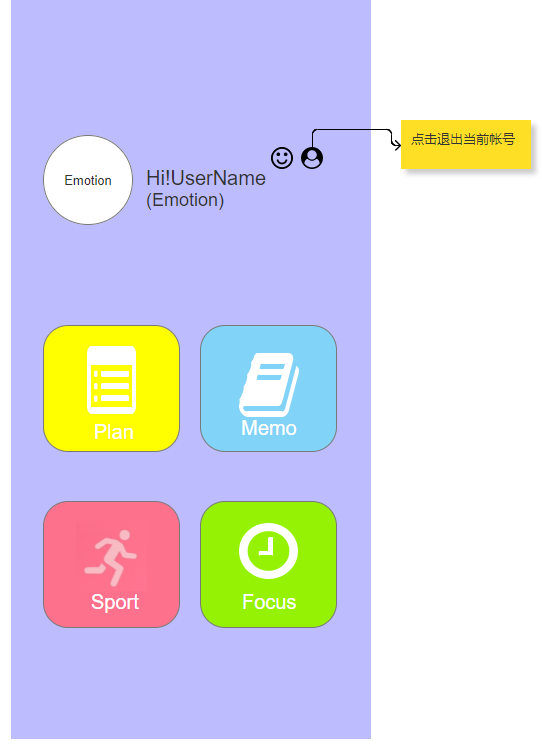 点击退出当前帐号
Emotion
Hi!UserName
(Emotion)
Plan
Memo
Sport
Focus